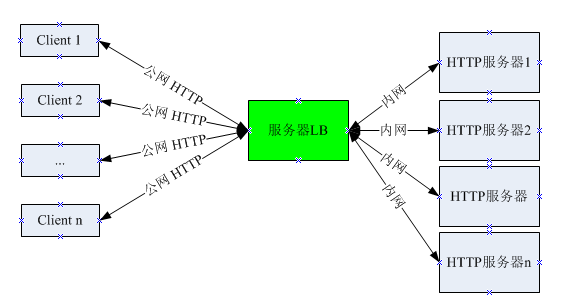 Client 1
Client 2
...
Client n
公网 HTTP
公网 HTTP
公网 HTTP
公网 HTTP
服务器LB
内网
内网
内网
内网
HTTP服务器1
HTTP服务器2
HTTP服务器
HTTP服务器n